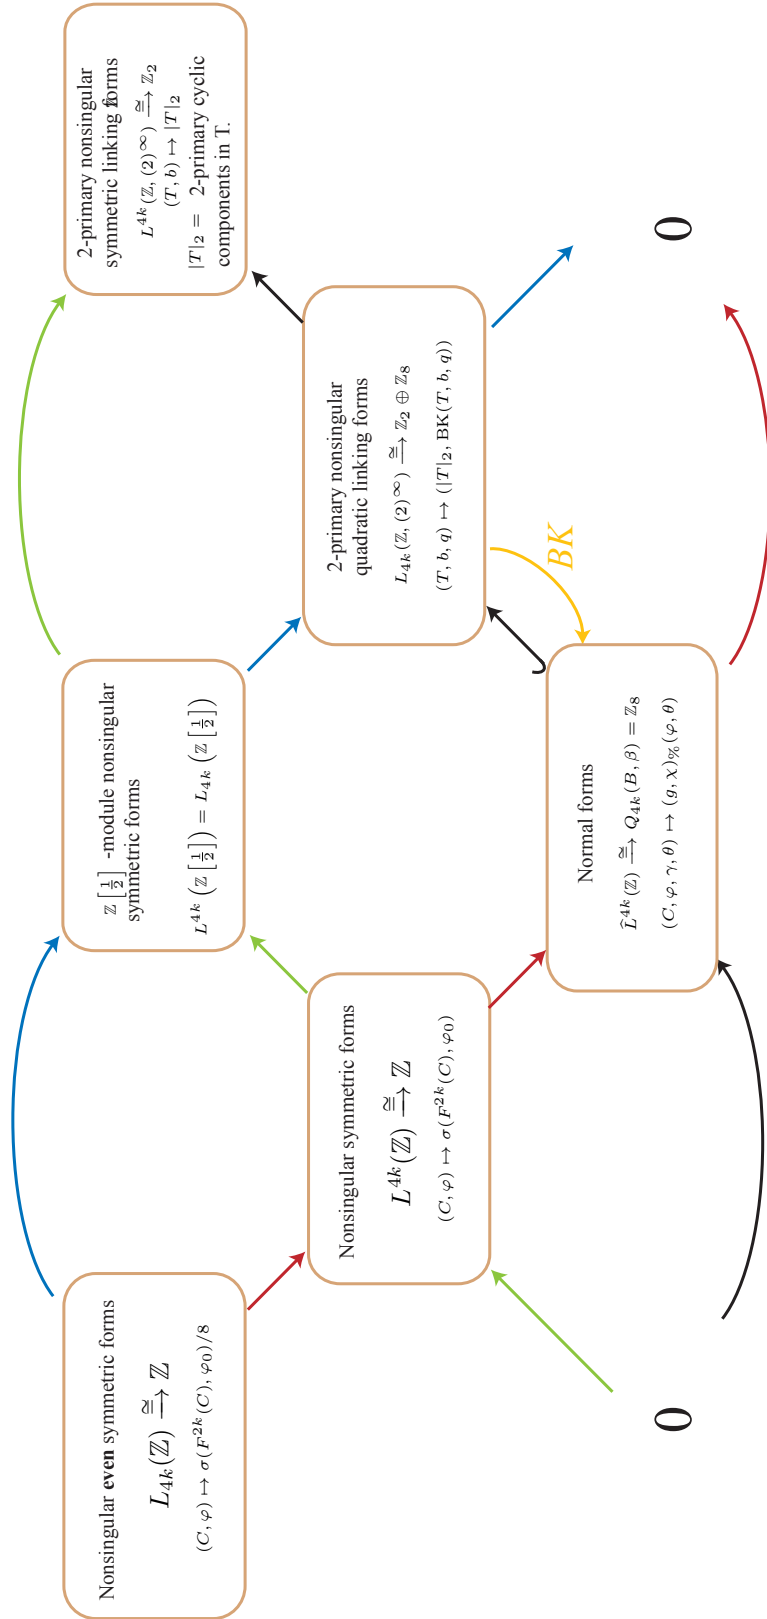 Nonsingular even symmetric forms
L_{4k}(ℤ) ≅⟶ ℤ
(C, φ) ↦ σ(F^{2k}(C), φ_0)/8
ℤ[1/2] -module nonsingular
symmetric forms
L^{4k}(ℤ[1/2]) = L_{4k}(ℤ[1/2])
2-primary nonsingular
symmetric linking forms
L^{4k}(ℤ, (2)^∞) ≅⟶ ℤ_2
(T, b) ↦ |T|_2
|T|_2 = 2-primary cyclic
components in T.
Nonsingular symmetric forms
L^{4k}(ℤ) ≅⟶ ℤ
(C, φ) ↦ σ(F^{2k}(C), φ_0)
2-primary nonsingular
quadratic linking forms
L_{4k}(ℤ, (2)^∞) ≅⟶ ℤ_2 ⊕ ℤ_8
(T, b, q) ↦ (|T|_2, BK(T, b, q))
BK
0
Normal forms
L̂^{4k}(ℤ) ≅⟶ Q_{4k}(B, β) = ℤ_8
(C, φ, γ, θ) ↦ (g, χ)_%(φ, θ)
0